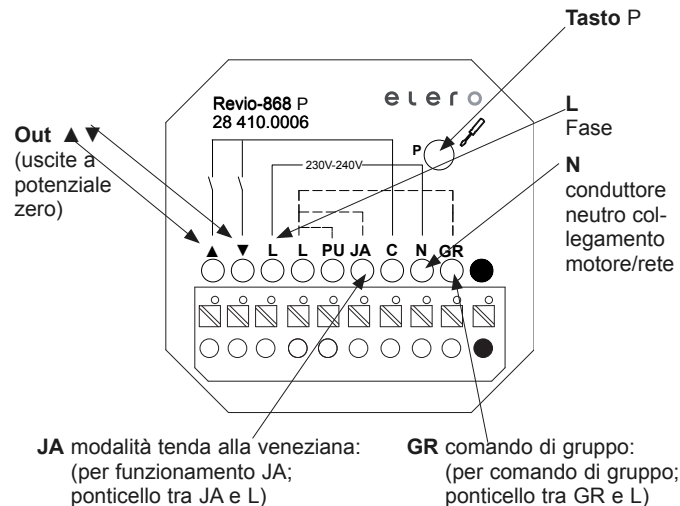 Tasto P
Revio-868 P
28 410.0006
elero
L
Fase
P
Out ▲ ▼
(uscite a
potenziale
zero)
230V-240V
N
conduttore
neutro col-
legamento
motore/rete
▲ ▼ L L PU JA C N GR
JA modalità tenda alla veneziana:
(per funzionamento JA;
ponticello tra JA e L)
GR comando di gruppo:
(per comando di gruppo;
ponticello tra GR e L)